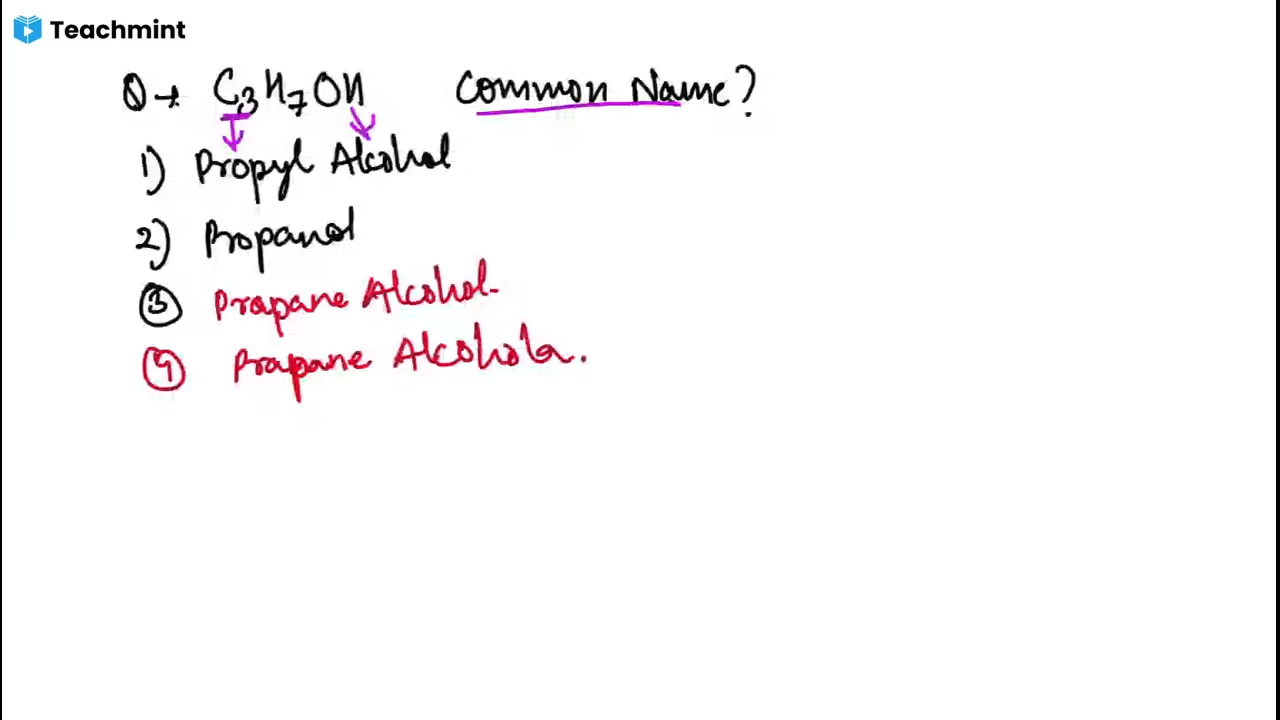 Teachmint
Q→ C3H7OH Common Name?
1) Propyl Alcohol
2) Propanol
③ Propane Alcohol.
④ Propane Alcohola.